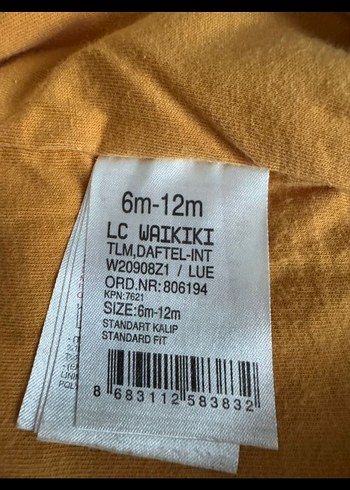 6m-12m
LC WAIKIKI
TLM,DAFTEL-INT
W20908Z1 / LUE
ORD.NR: 806194
KPN:7621
SIZE:6m-12m
STANDART KALIP
STANDARD FIT
8 683112 583832